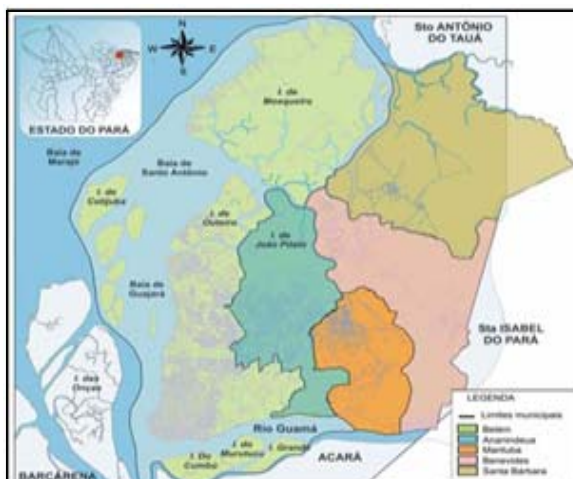 N
W
E
S
ESTADO DO PARÁ
Sto ANTÔNIO
DO TAUÁ
I. de
Mosqueiro
Baía de
Marajó
Baía de
Santo Antônio
I. de
Cotijuba
I. de
Outeiro
I. de
João Pilato
Baía de
Guajará
Sta ISABEL
DO PARÁ
I. das
Onças
Rio Guamá
I. Do
Combú
I. do
Murutucu
I. Grande
ACARÁ
BARCARENA
LEGENDA
Limites municipais
Belém
Ananindeua
Marituba
Benevides
Santa Bárbara